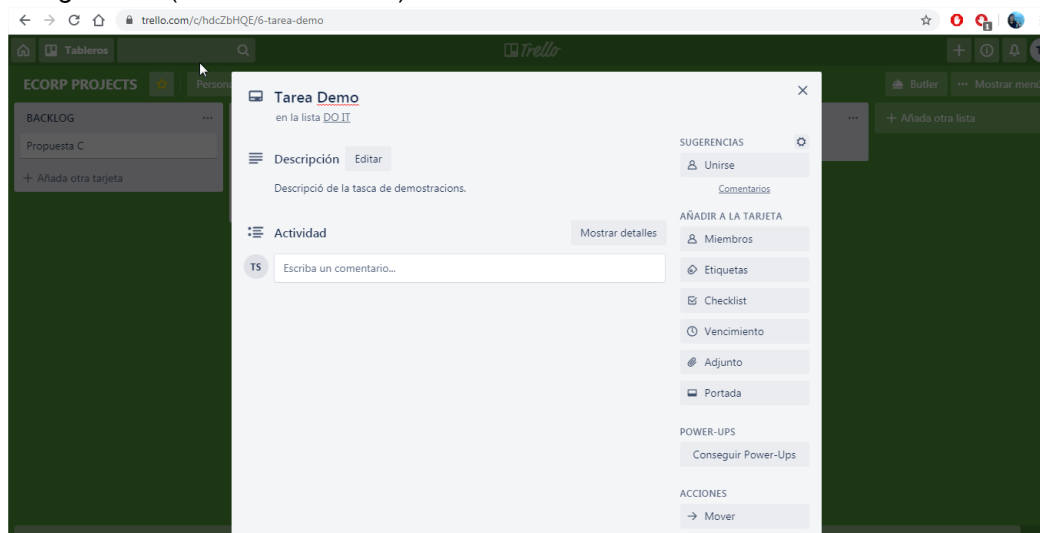 trello.com/c/hdcZbHQE/6-tarea-demo
Tableros
Trello
ECORP PROJECTS
Butler
Mostrar menú
BACKLOG
Propuesta C
+ Añada otra tarjeta
+ Añada otra lista
Tarea Demo
en la lista DO IT
Descripción Editar
Descripció de la tasca de demostracions.
Actividad Mostrar detalles
TS Escriba un comentario...
SUGERENCIAS
Unirse
Comentarios
AÑADIR A LA TARJETA
Miembros
Etiquetas
Checklist
Vencimiento
Adjunto
Portada
POWER-UPS
Conseguir Power-Ups
ACCIONES
Mover